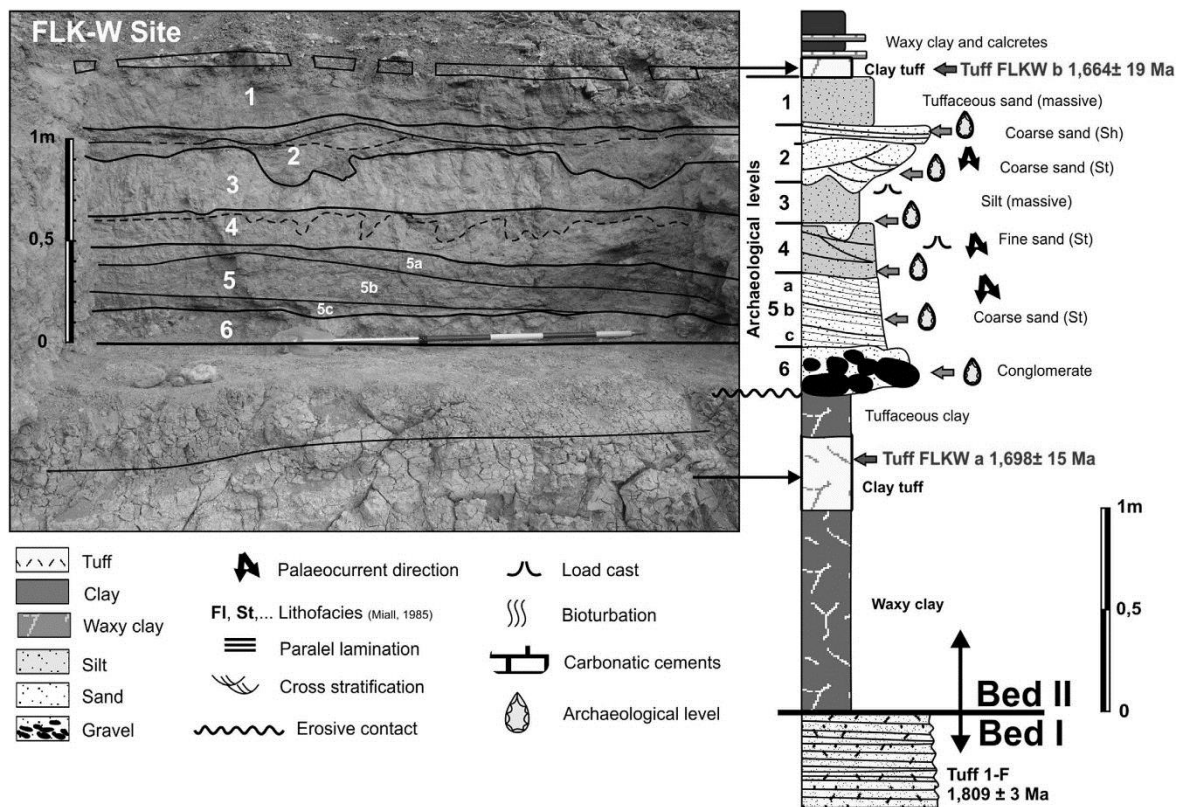 FLK-W Site
1
2
3
4
5
5a
5b
5c
6
1m
0,5
0
Waxy clay and calcretes
Clay tuff
Tuff FLKW b 1,664± 19 Ma
Archaeological levels
1
Tuffaceous sand (massive)
Coarse sand (Sh)
2
Coarse sand (St)
3
Silt (massive)
4
Fine sand (St)
a
5 b
c
Coarse sand (St)
6
Conglomerate
Tuffaceous clay
Tuff FLKW a 1,698± 15 Ma
Clay tuff
Waxy clay
1m
0,5
0
Bed II
Bed I
Tuff 1-F
1,809 ± 3 Ma
Tuff
Clay
Waxy clay
Silt
Sand
Gravel
Palaeocurrent direction
Fl, St,... Lithofacies (Miall, 1985)
Paralel lamination
Cross stratification
Erosive contact
Load cast
Bioturbation
Carbonatic cements
Archaeological level